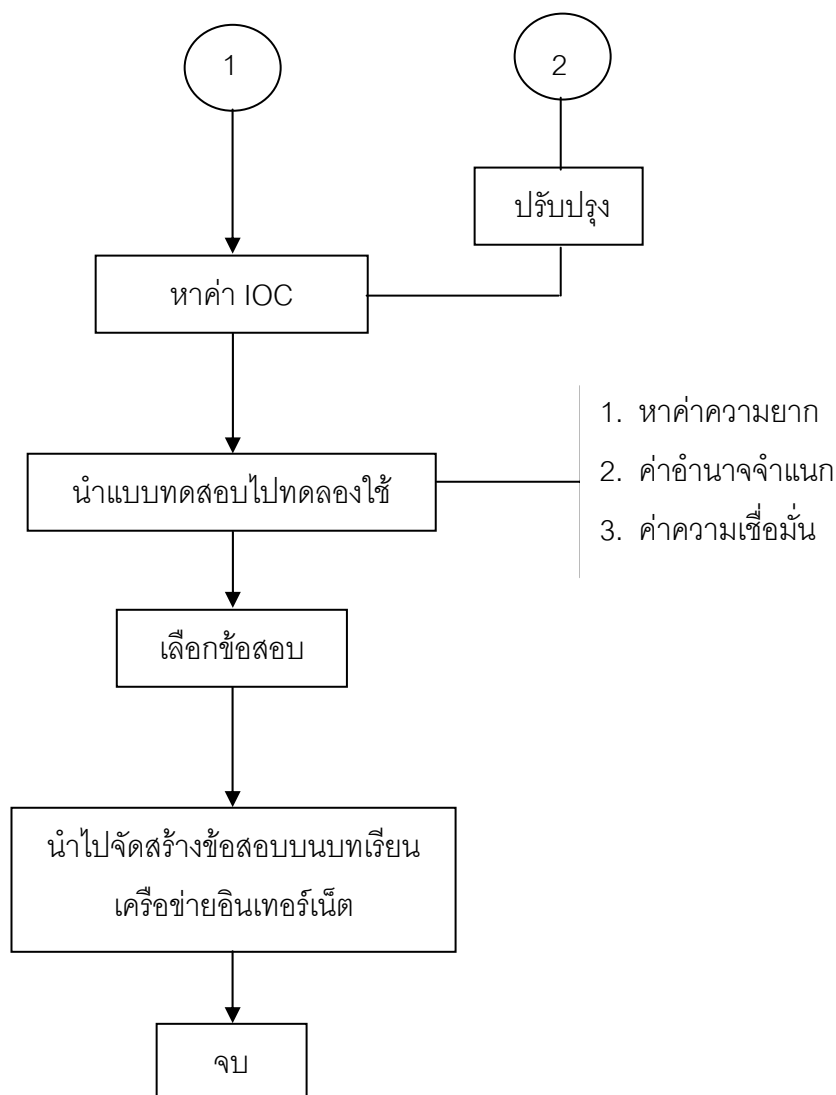 1
2
ปรับปรุง
หาค่า IOC
1. หาค่าความยาก
2. ค่าอำนาจจำแนก
3. ค่าความเชื่อมั่น
นำแบบทดสอบไปทดลองใช้
เลือกข้อสอบ
นำไปจัดสร้างข้อสอบบนบทเรียน
เครือข่ายอินเทอร์เน็ต
จบ